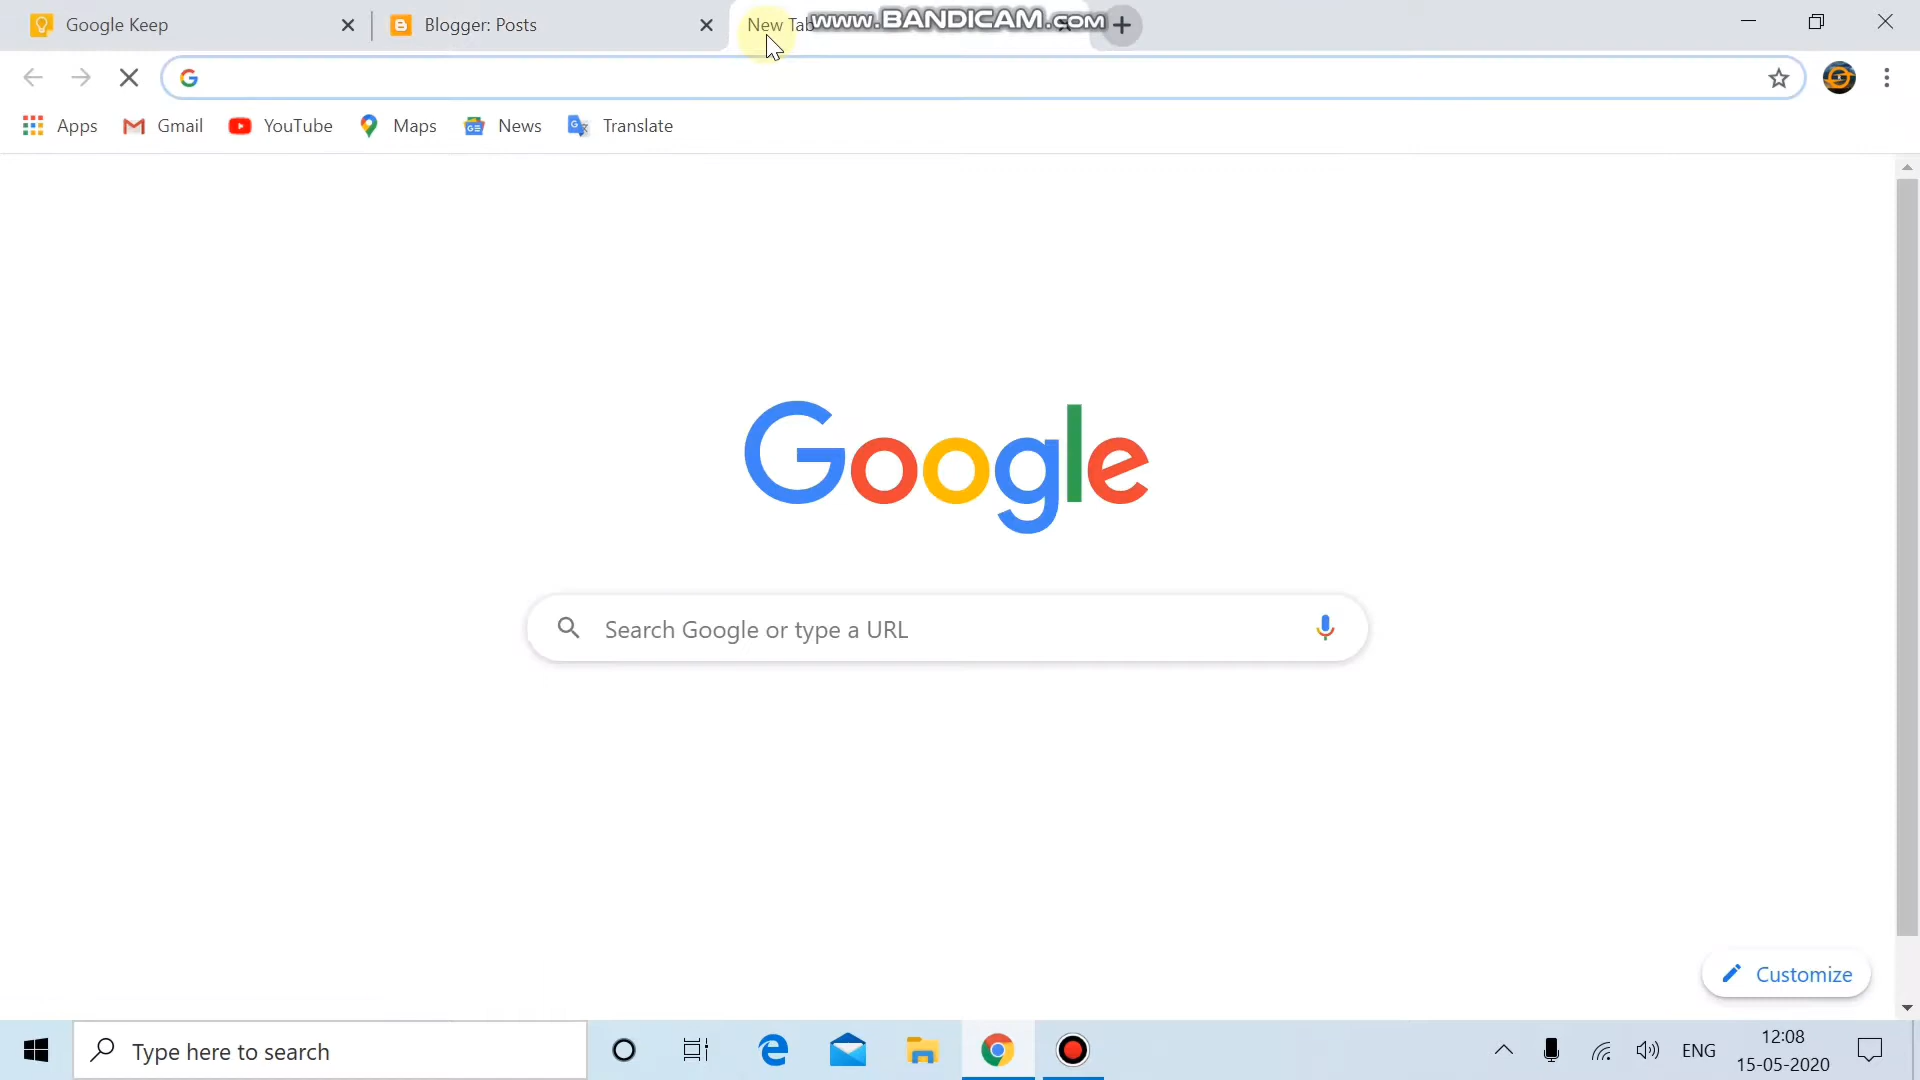 Google Keep
Blogger: Posts
New Tab
www.BANDICAM.com
Apps
Gmail
YouTube
Maps
News
Translate
Google
Search Google or type a URL
Customize
Type here to search
ENG
12:08
15-05-2020